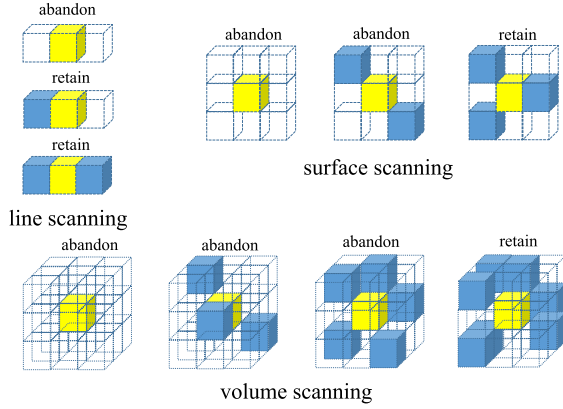 abandon
retain
retain
line scanning
abandon
abandon
retain
surface scanning
abandon
abandon
abandon
retain
volume scanning